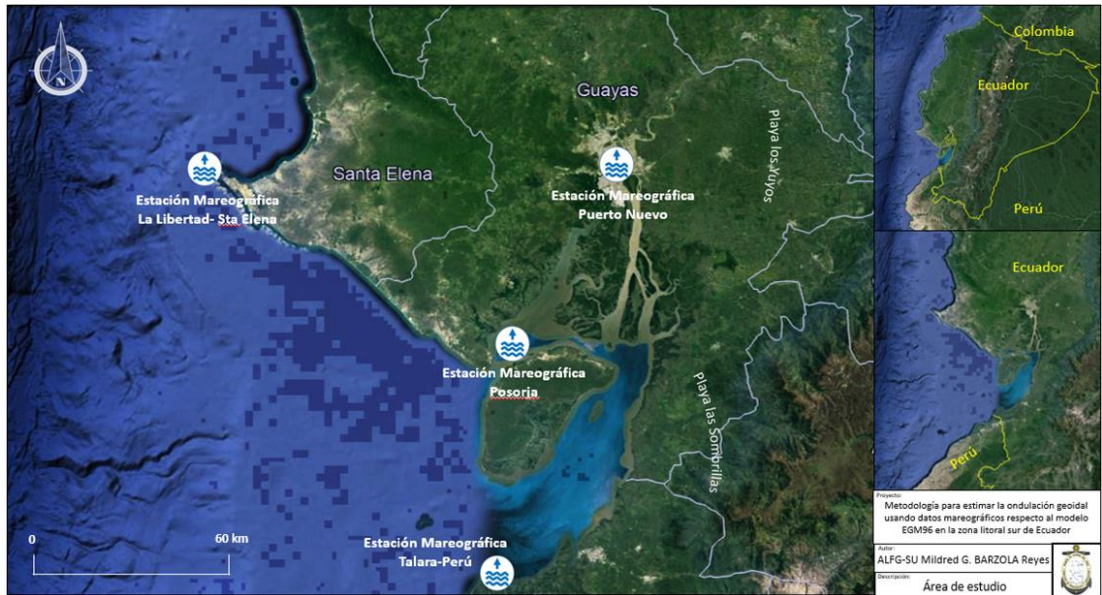 N
Guayas
Playa los Yuyos
Santa Elena
Estación Mareográfica
La Libertad- Sta Elena
Estación Mareográfica
Puerto Nuevo
Estación Mareográfica
Posorja
Playa las Sombrillas
Estación Mareográfica
Talara-Perú
0
60 km
Colombia
Ecuador
Perú
Ecuador
Perú
Proyecto:
Metodología para estimar la ondulación geoidal
usando datos mareográficos respecto al modelo
EGM96 en la zona litoral sur de Ecuador
Autor:
ALFG-SU Mildred G. BARZOLA Reyes
Descripción:
Área de estudio